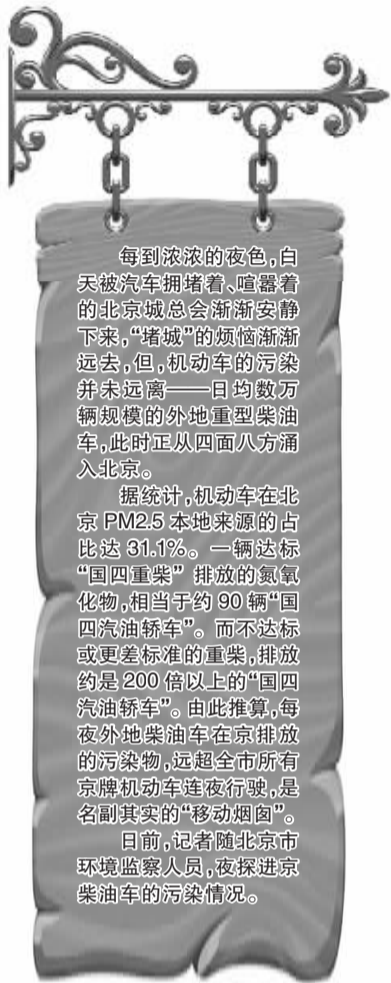 每到浓浓的夜色,白
天被汽车拥堵着、喧嚣着
的北京城总会渐渐安静
下来,“堵城”的烦恼渐渐
远去,但,机动车的污染
并未远离——日均数万
辆规模的外地重型柴油
车,此时正从四面八方涌
入北京。
据统计,机动车在北
京 PM2.5 本地来源的占
比达 31.1%。一辆达标
“国四重柴” 排放的氮氧
化物,相当于约 90 辆“国
四汽油轿车”。而不达标
或更差标准的重柴,排放
约是 200 倍以上的“国四
汽油轿车”。由此推算,每
夜外地柴油车在京排放
的污染物,远超全市所有
京牌机动车连夜行驶,是
名副其实的“移动烟囱”。
日前,记者随北京市
环境监察人员,夜探进京
柴油车的污染情况。